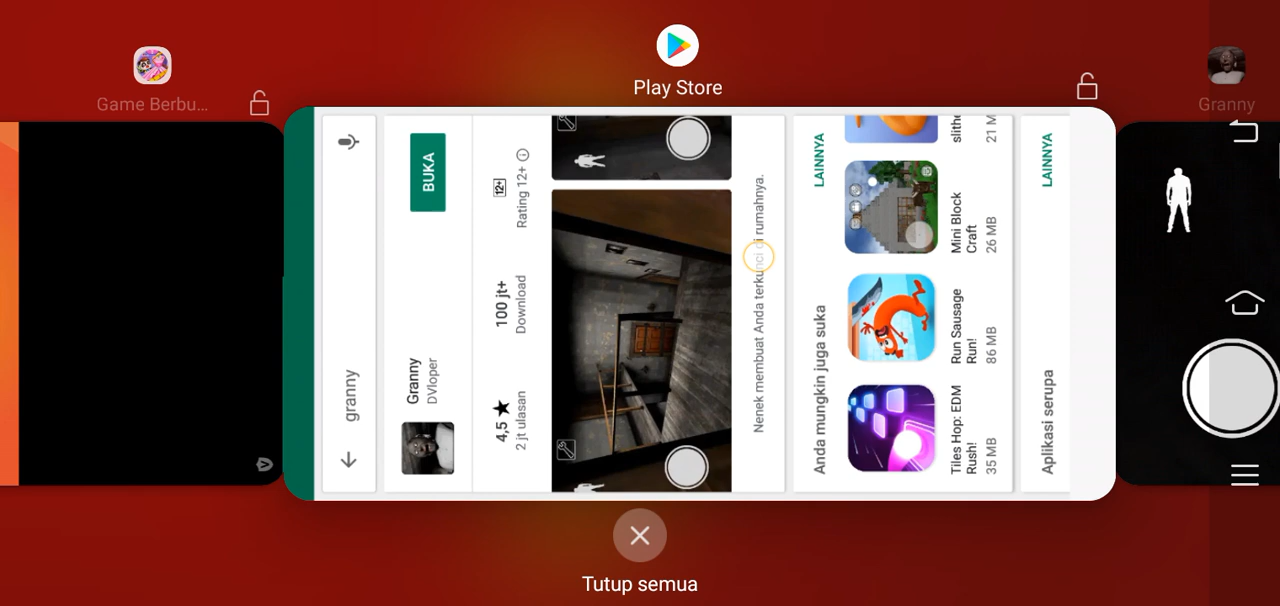 Play Store
Game Berbu...
Granny
granny
Granny
DVloper
BUKA
4,5 ★
2 jt ulasan
100 jt+
Download
12+
Rating 12+
Nenek membuat Anda terkunci di rumahnya.
Anda mungkin juga suka
LAINNYA
Tiles Hop: EDM
Rush!
35 MB
Run Sausage
Run!
86 MB
Mini Block
Craft
26 MB
slithe
21 M
Aplikasi serupa
LAINNYA
Tutup semua